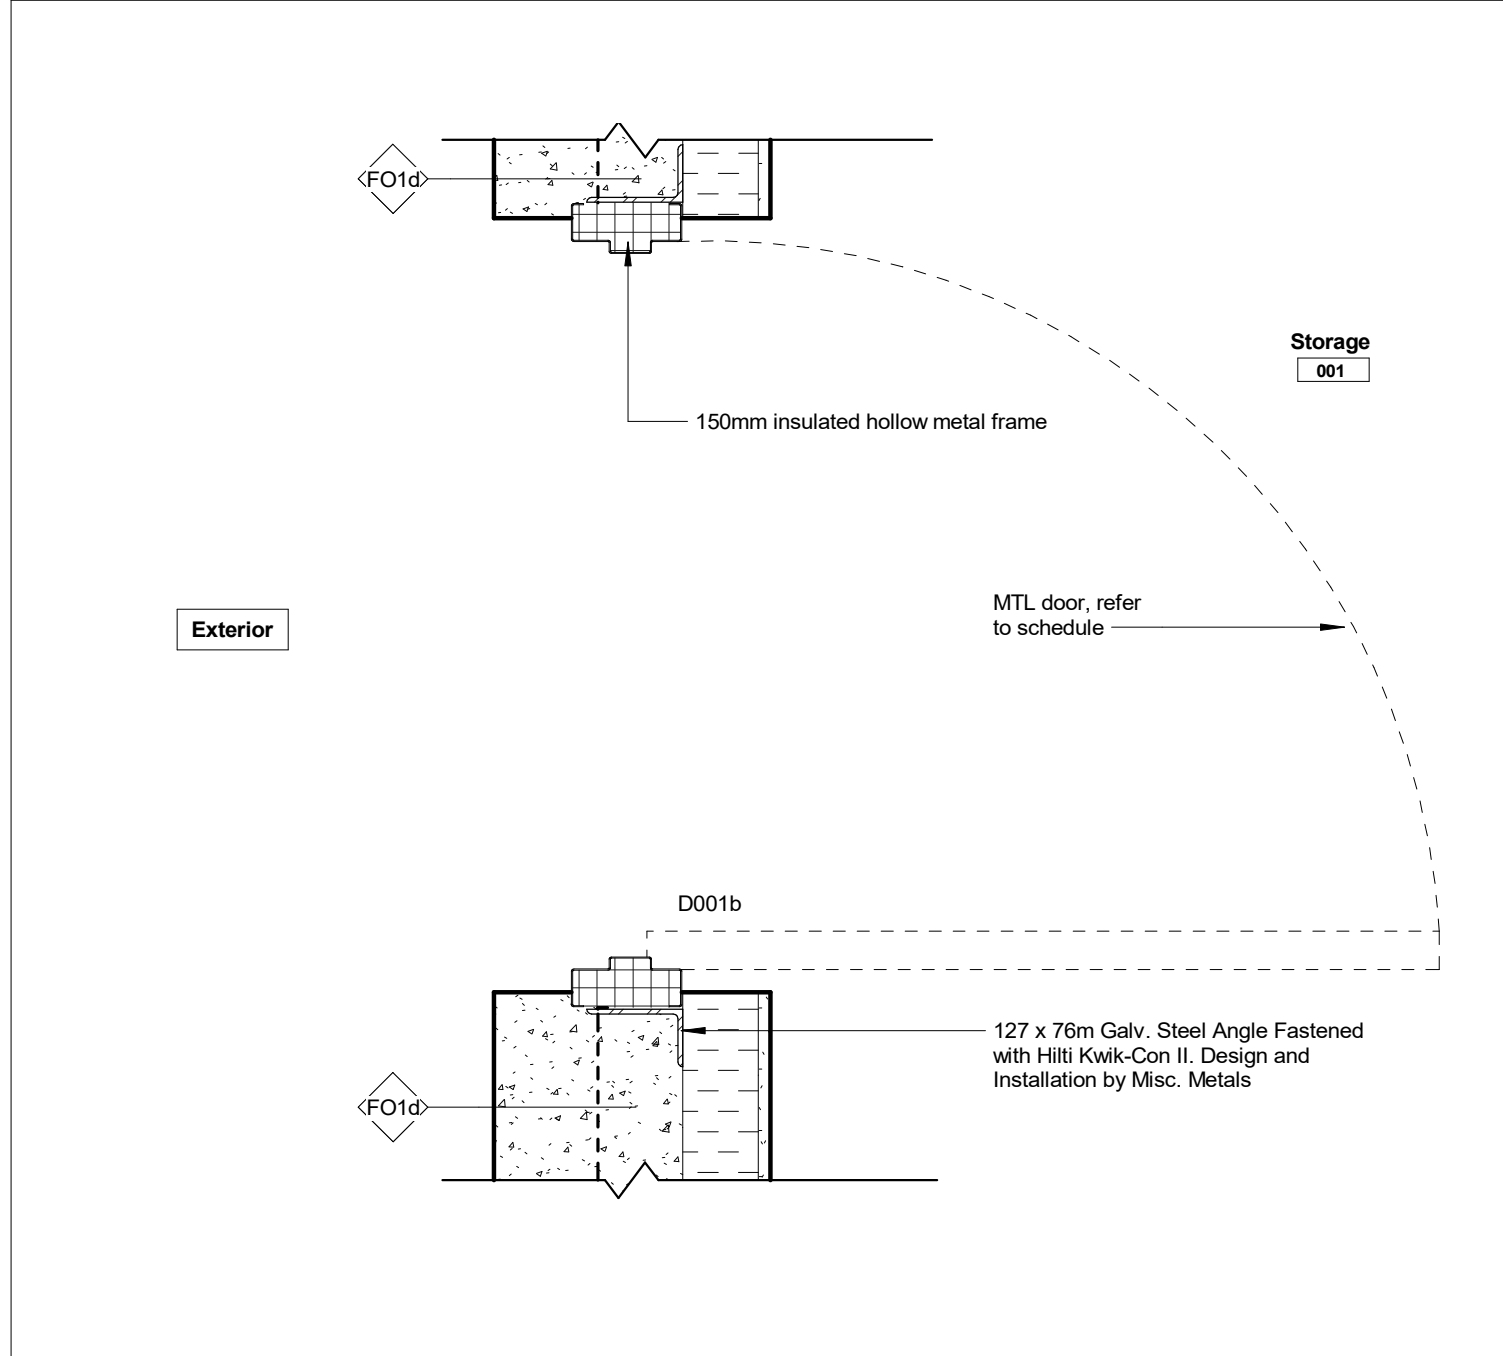 FO1d
Storage
001
150mm insulated hollow metal frame
MTL door, refer
to schedule
Exterior
D001b
127 x 76m Galv. Steel Angle Fastened
with Hilti Kwik-Con II. Design and
Installation by Misc. Metals
FO1d